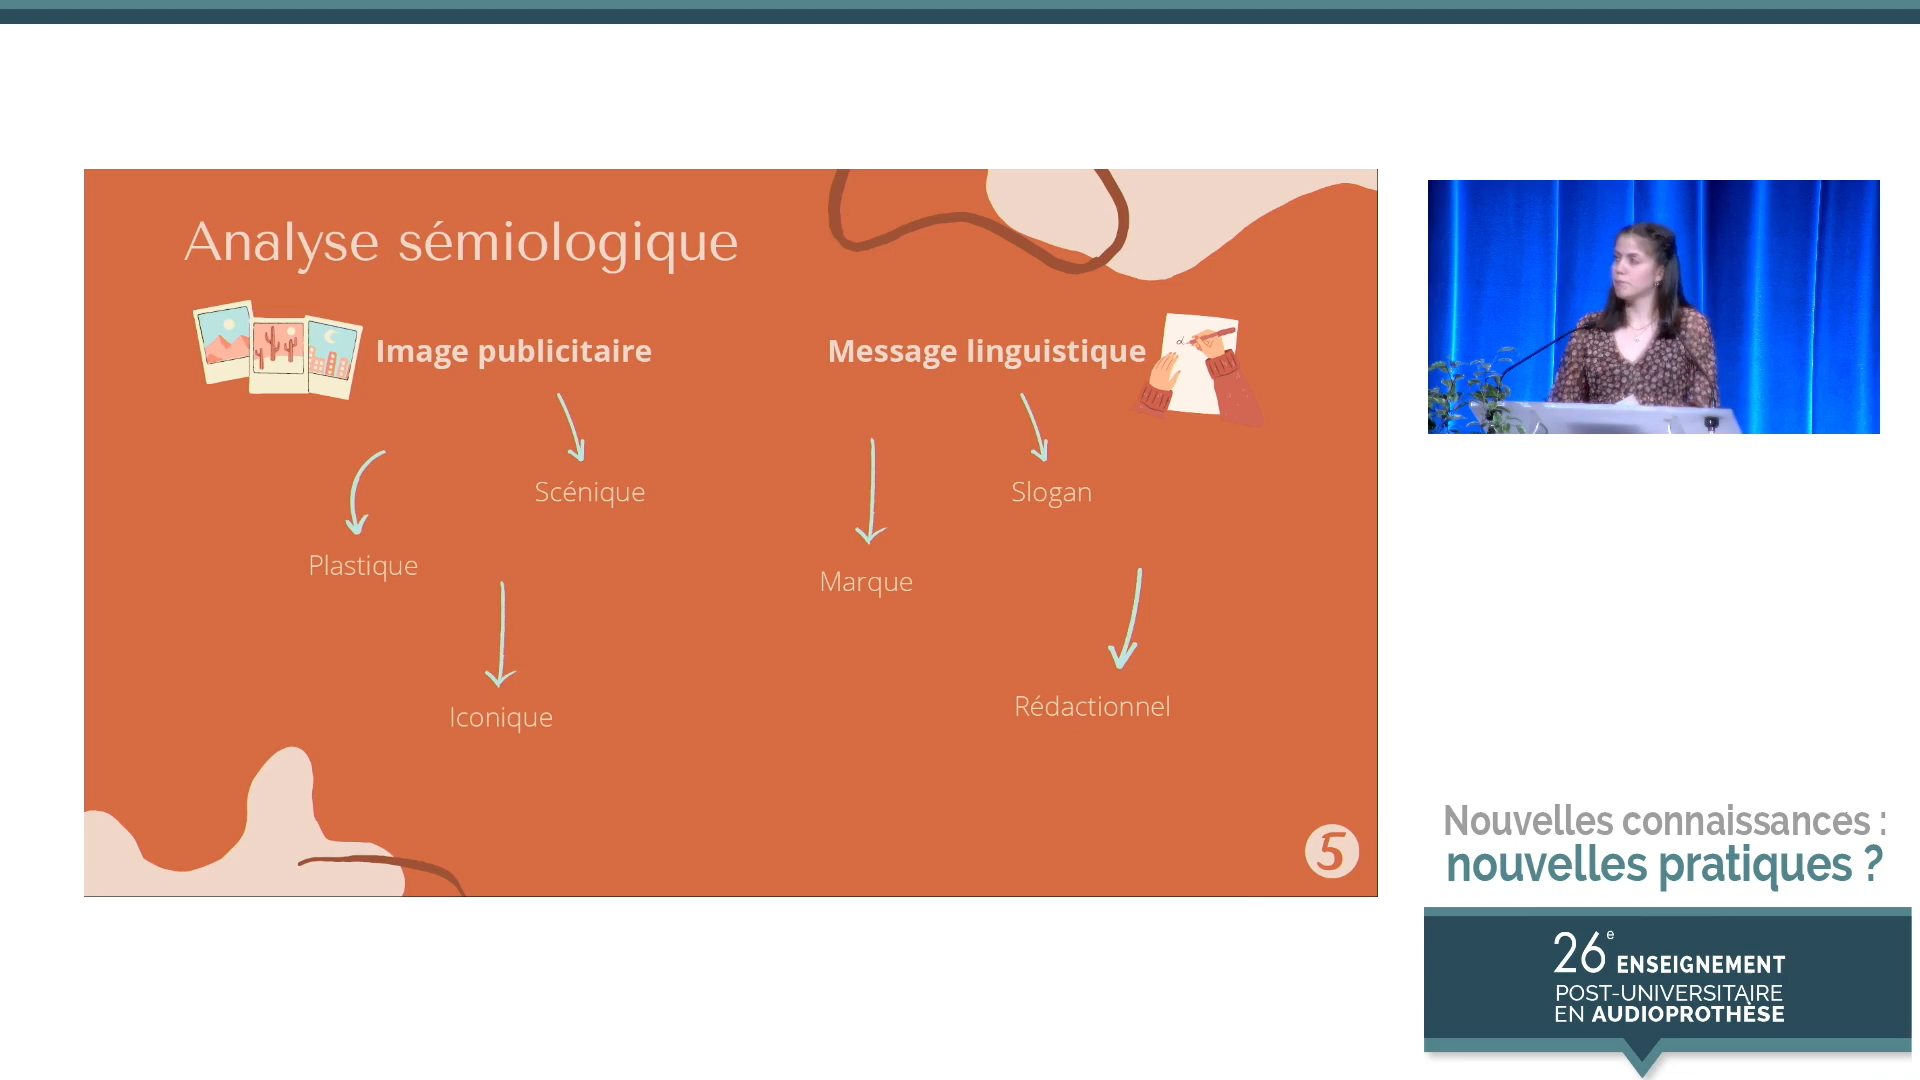 Analyse sémiologique
Image publicitaire
Message linguistique
Scénique
Slogan
Plastique
Marque
Iconique
Rédactionnel
5
Nouvelles connaissances :
nouvelles pratiques ?
26e ENSEIGNEMENT
POST-UNIVERSITAIRE
EN AUDIOPROTHÈSE